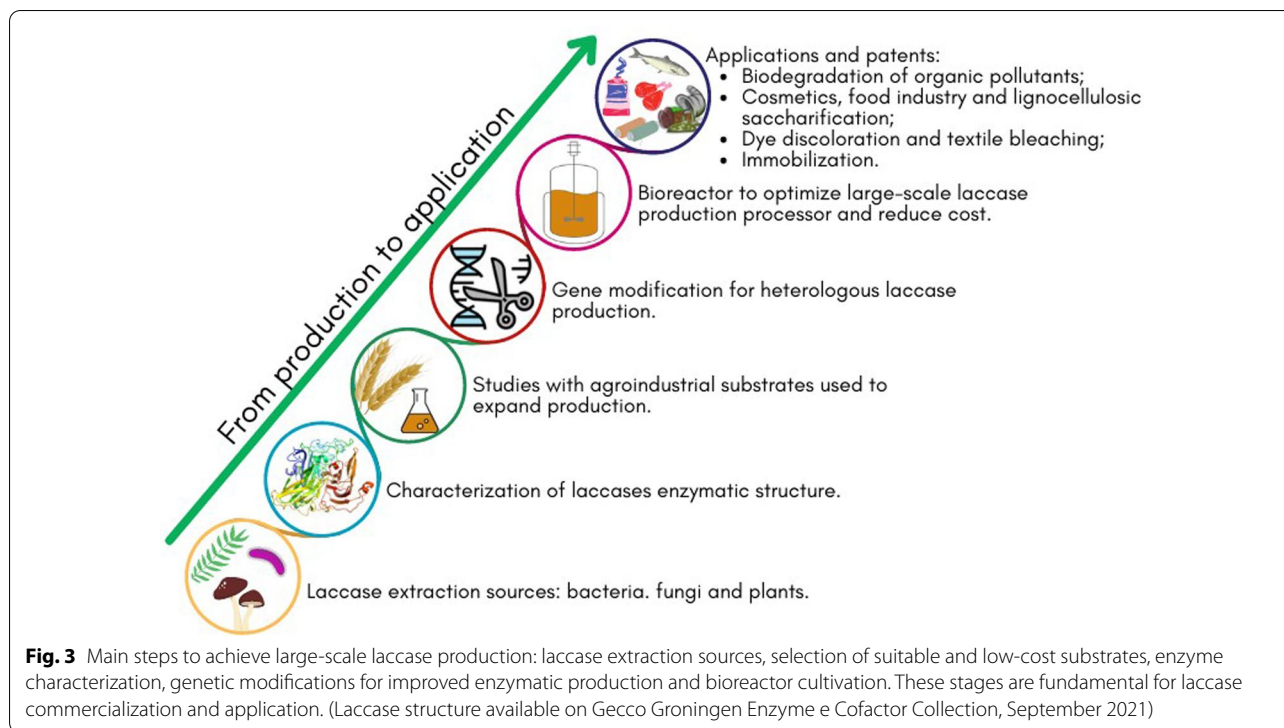 From production to application
Applications and patents:
• Biodegradation of organic pollutants;
• Cosmetics, food industry and lignocellulosic
saccharification;
• Dye discoloration and textile bleaching;
• Immobilization.
Bioreactor to optimize large-scale laccase
production processor and reduce cost.
Gene modification for heterologous laccase
production.
Studies with agroindustrial substrates used to
expand production.
Characterization of laccases enzymatic structure.
Laccase extraction sources: bacteria. fungi and plants.
Fig. 3 Main steps to achieve large-scale laccase production: laccase extraction sources, selection of suitable and low-cost substrates, enzyme
characterization, genetic modifications for improved enzymatic production and bioreactor cultivation. These stages are fundamental for laccase
commercialization and application. (Laccase structure available on Gecco Groningen Enzyme e Cofactor Collection, September 2021)